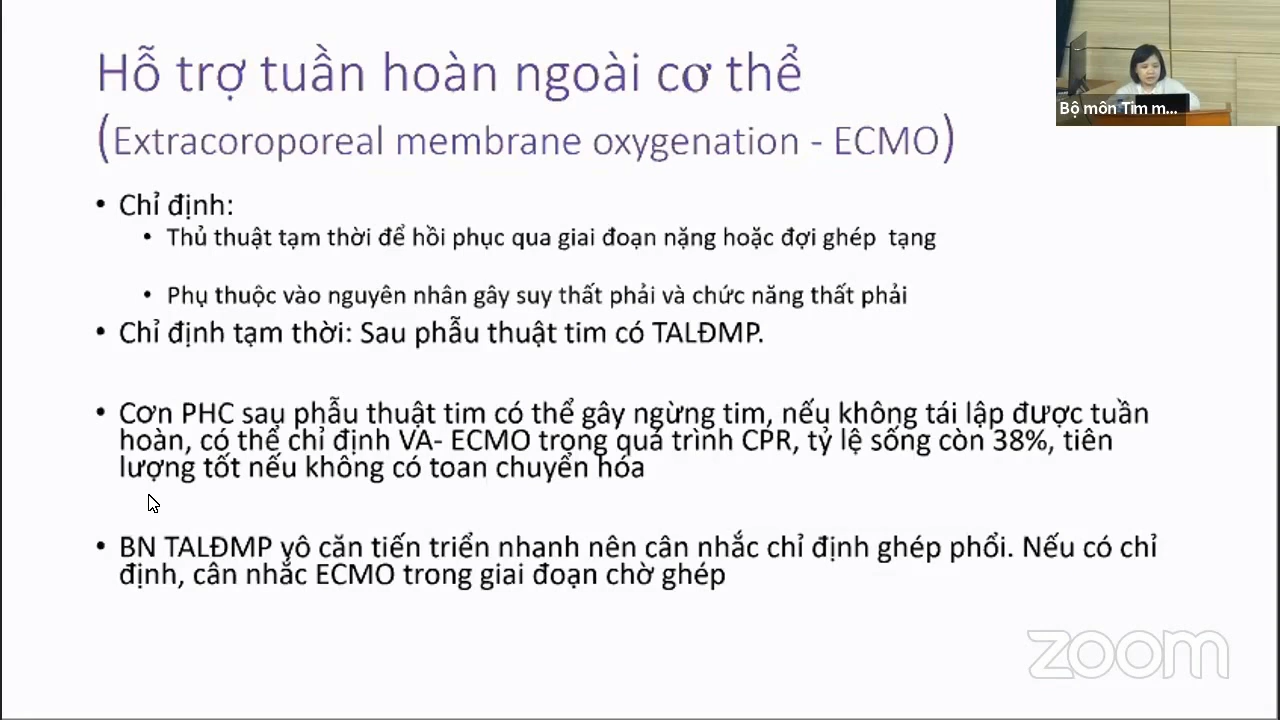 Hỗ trợ tuần hoàn ngoài cơ thể
(Extracoroporeal membrane oxygenation - ECMO)
Bộ môn Tim m...
• Chỉ định:
• Thủ thuật tạm thời để hồi phục qua giai đoạn nặng hoặc đợi ghép tạng
• Phụ thuộc vào nguyên nhân gây suy thất phải và chức năng thất phải
• Chỉ định tạm thời: Sau phẫu thuật tim có TALĐMP.
• Cơn PHC sau phẫu thuật tim có thể gây ngừng tim, nếu không tái lập được tuần
hoàn, có thể chỉ định VA- ECMO trong quá trình CPR, tỷ lệ sống còn 38%, tiên
lượng tốt nếu không có toan chuyển hóa
• BN TALĐMP vô căn tiến triển nhanh nên cân nhắc chỉ định ghép phổi. Nếu có chỉ
định, cân nhắc ECMO trong giai đoạn chờ ghép
zoom